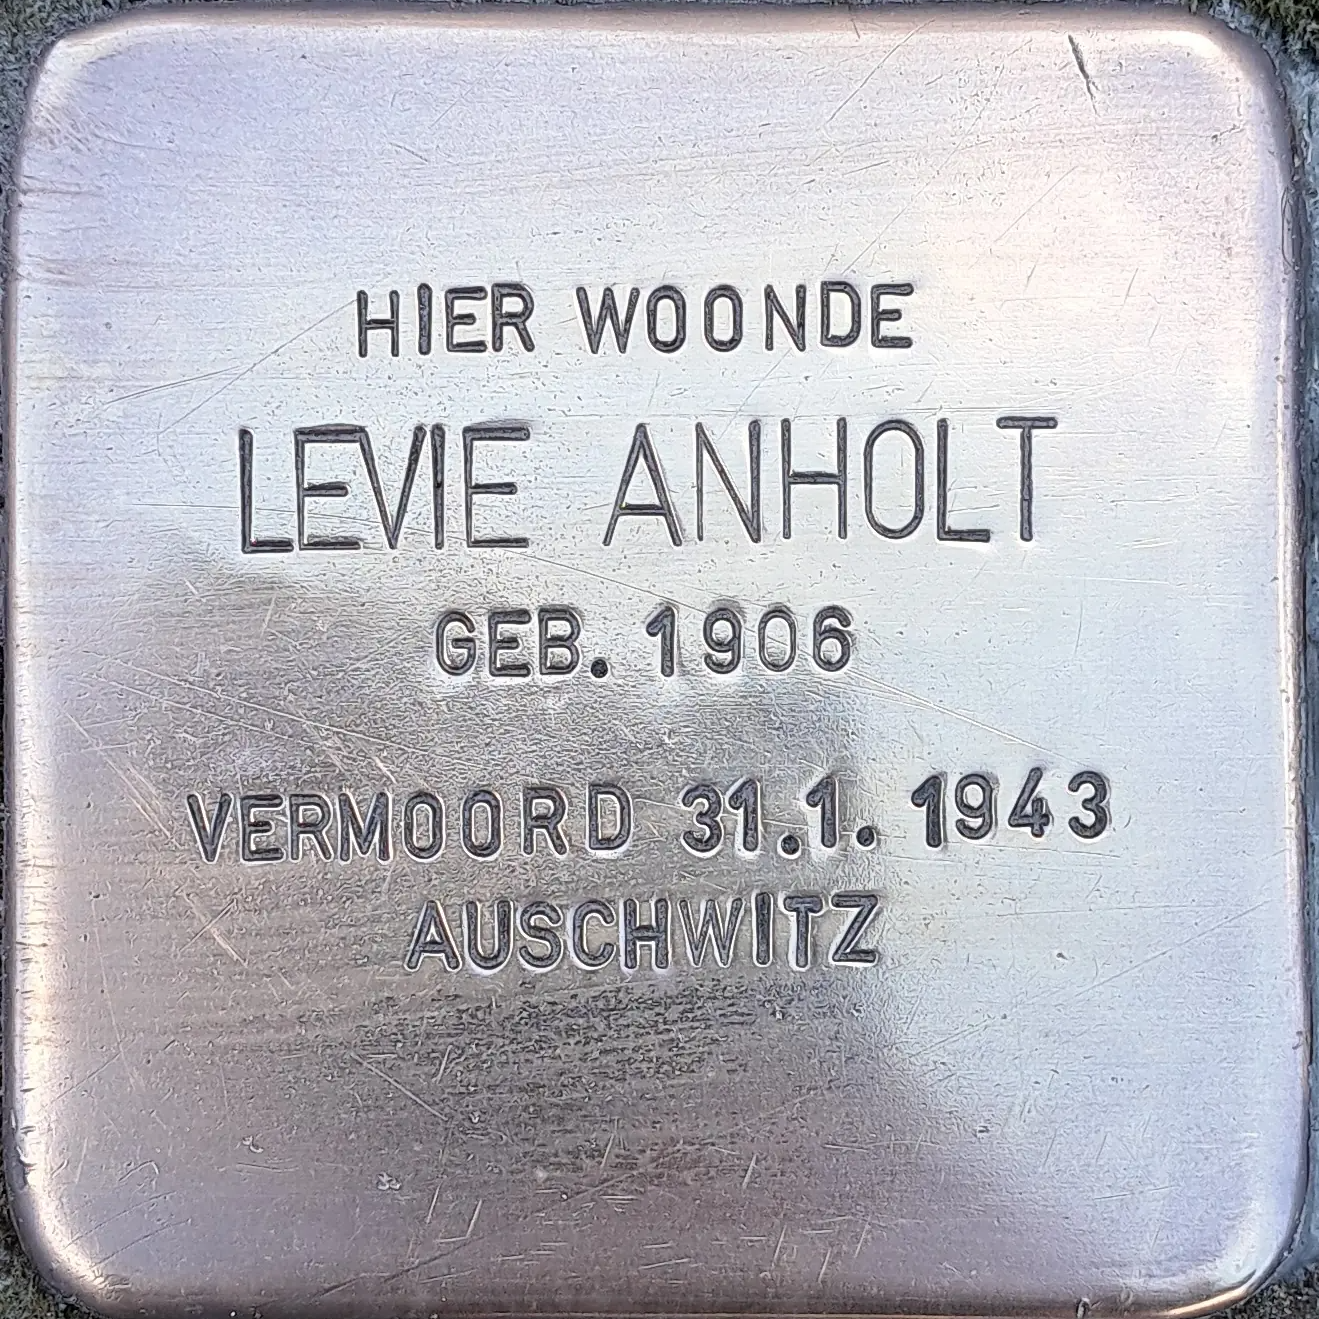 HIER WOONDE
LEVIE ANHOLT
GEB. 1906
VERMOORD 31.1.1943
AUSCHWITZ